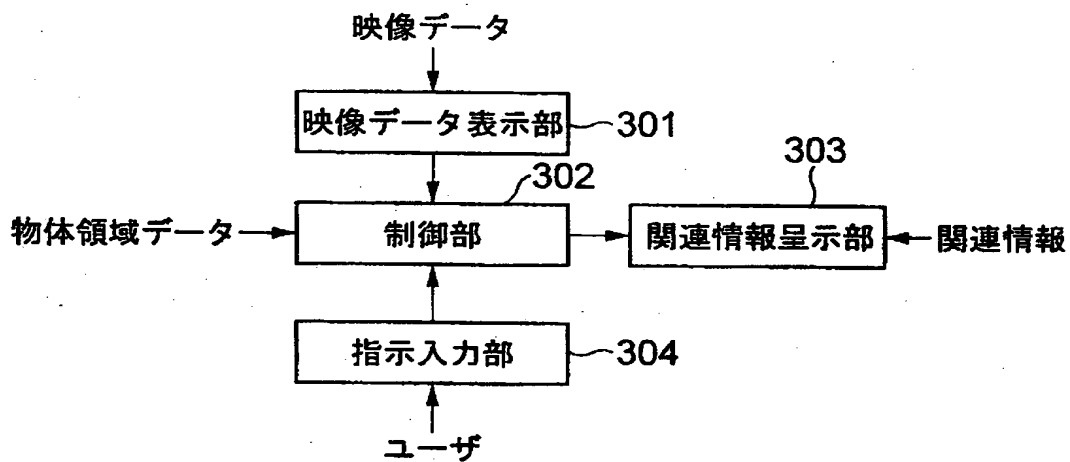 映像データ
映像データ表示部
301
303
302
物体領域データ
制御部
関連情報呈示部
関連情報
指示入力部
304
ユーザ